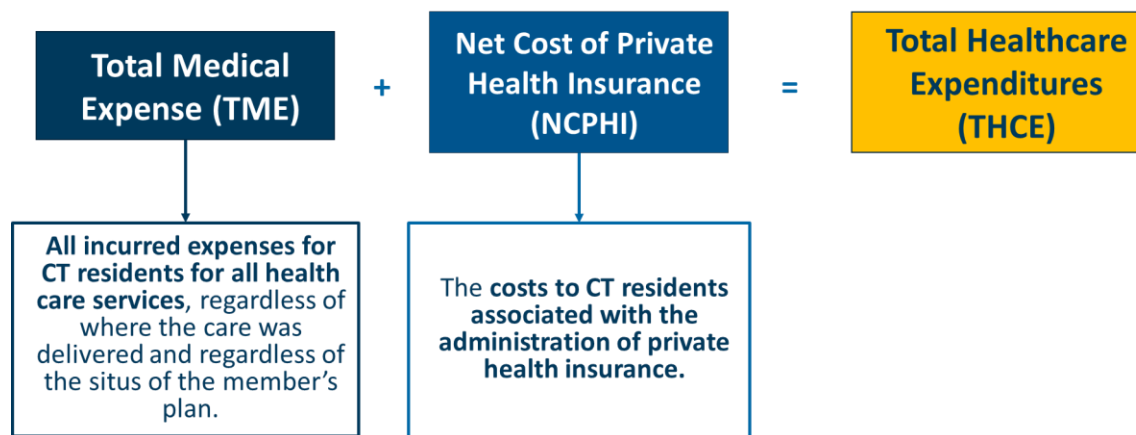 Total Medical
Expense (TME)
+
Net Cost of Private
Health Insurance
(NCPHI)
=
Total Healthcare
Expenditures
(THCE)
All incurred expenses for
CT residents for all health
care services, regardless of
where the care was
delivered and regardless of
the situs of the member’s
plan.
The costs to CT residents
associated with the
administration of private
health insurance.